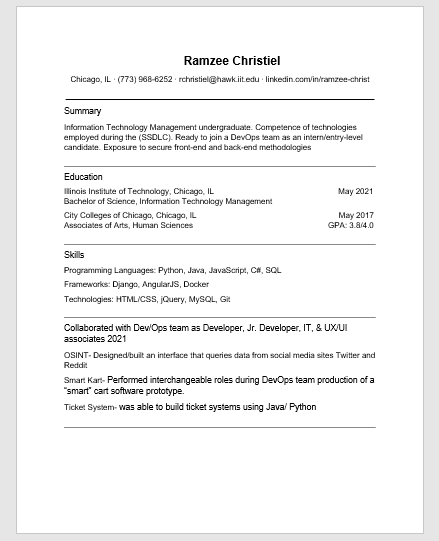 Ramzee Christiel
Chicago, IL · (773) 968-6252 · rchristiel@hawk.iit.edu · linkedin.com/in/ramzee-christ
Summary
Information Technology Management undergraduate. Competence of technologies
employed during the (SSDLC). Ready to join a DevOps team as an intern/entry-level
candidate. Exposure to secure front-end and back-end methodologies
Education
Illinois Institute of Technology, Chicago, IL May 2021
Bachelor of Science, Information Technology Management
City Colleges of Chicago, Chicago, IL May 2017
Associates of Arts, Human Sciences GPA: 3.8/4.0
Skills
Programming Languages: Python, Java, JavaScript, C#, SQL
Frameworks: Django, AngularJS, Docker
Technologies: HTML/CSS, jQuery, MySQL, Git
Collaborated with Dev/Ops team as Developer, Jr. Developer, IT, & UX/UI
associates 2021
OSINT- Designed/built an interface that queries data from social media sites Twitter and
Reddit
Smart Kart- Performed interchangeable roles during DevOps team production of a
“smart” cart software prototype.
Ticket System- was able to build ticket systems using Java/ Python